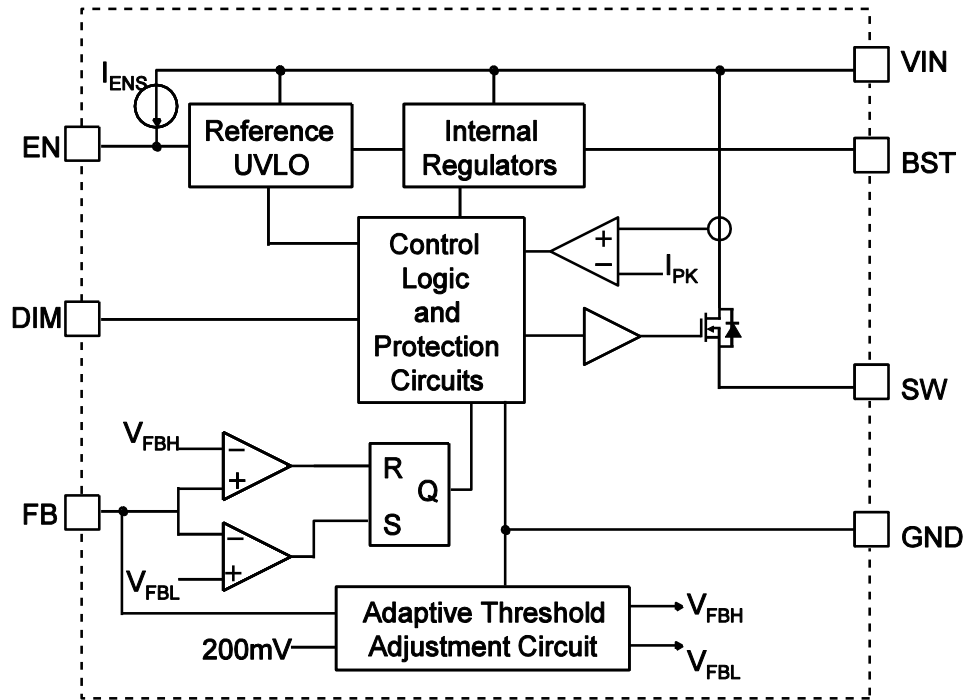 I_ENS
VIN
EN
Reference
UVLO
Internal
Regulators
BST
Control
Logic
and
Protection
Circuits
+
−
I_PK
DIM
SW
V_FBH
−
+
R
Q
S
FB
−
+
V_FBL
GND
Adaptive Threshold
Adjustment Circuit
200mV
V_FBH
V_FBL